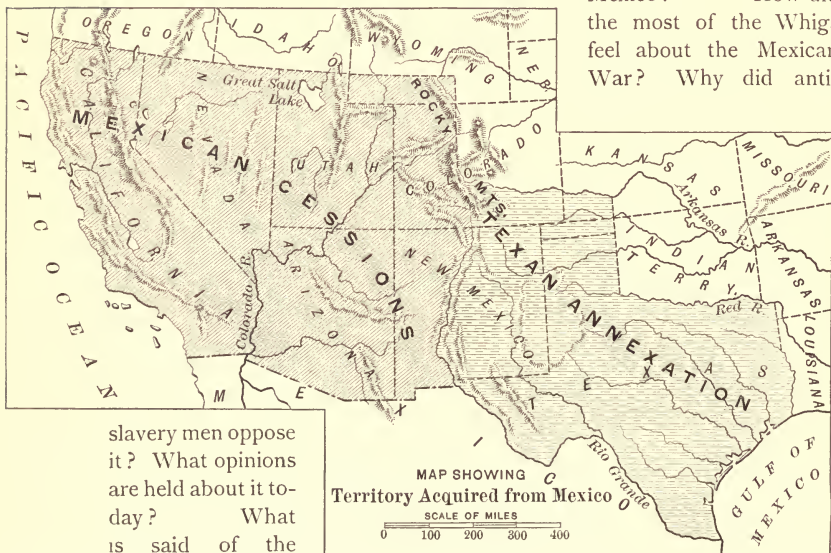 Mexico? How did
the most of the Whigs
feel about the Mexican
War? Why did anti-
PACIFIC OCEAN
OREGON
IDAHO
WYOMING
NEB.
Great Salt
Lake
ROCKY
MTS.
CALIFORNIA
NEVADA
UTAH
COLORADO
KANSAS
MISSOURI
MEXICAN CESSIONS
TEXAN ANNEXATION
Arkansas R.
INDIAN
TERRY.
ARKANSAS
Colorado R.
ARIZONA
NEW
MEXICO
Red R.
LOUISIANA
TEXAS
MEXICO
Rio Grande
GULF OF
MEXICO
MAP SHOWING
Territory Acquired from Mexico
SCALE OF MILES
0 100 200 300 400
slavery men oppose
it? What opinions
are held about it to-
day? What
is said of the